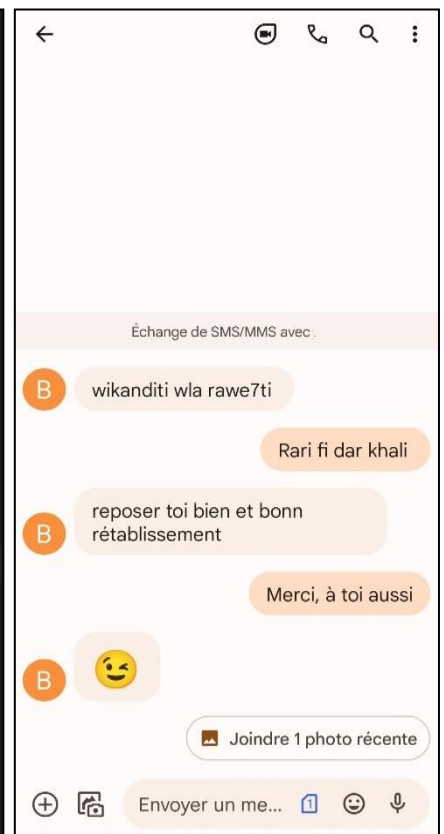 Échange de SMS/MMS avec
B
wikanditi wla rawe7ti
Rari fi dar khali
B
reposer toi bien et bonn
rétablissement
Merci, à toi aussi
B
😉
Joindre 1 photo récente
Envoyer un me...
1